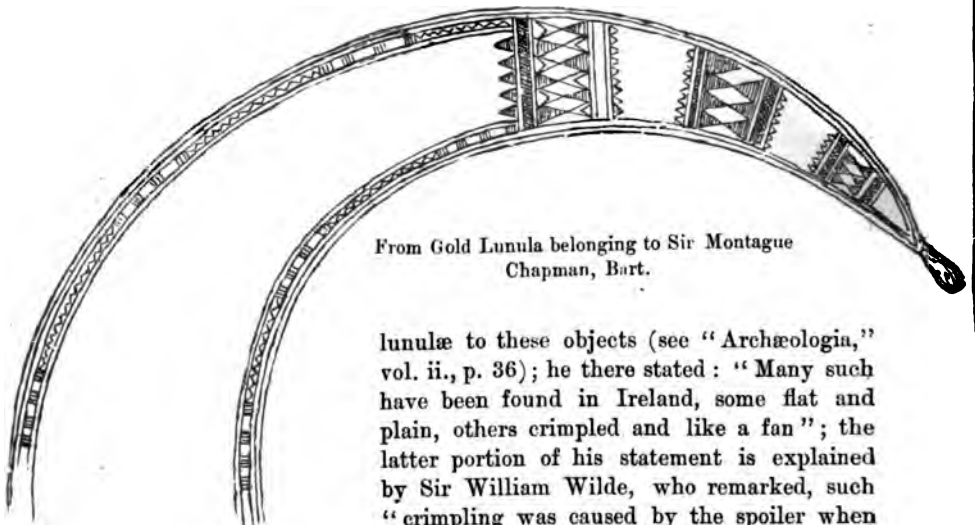 From Gold Lunula belonging to Sir Montague
Chapman, Bart.
lunulæ to these objects (see “Archæologia,”
vol. ii., p. 36); he there stated: “Many such
have been found in Ireland, some flat and
plain, others crimpled and like a fan”; the
latter portion of his statement is explained
by Sir William Wilde, who remarked, such
“crimpling was caused by the spoiler when